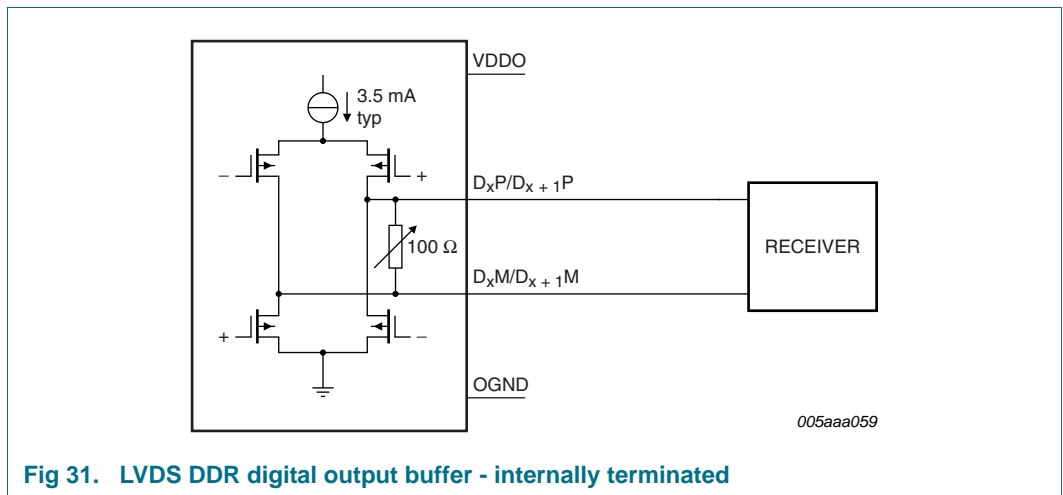 VDDO
3.5 mA
typ
−
+
DxP/Dx + 1P
100 Ω
RECEIVER
DxM/Dx + 1M
+
−
OGND
005aaa059
Fig 31. LVDS DDR digital output buffer - internally terminated